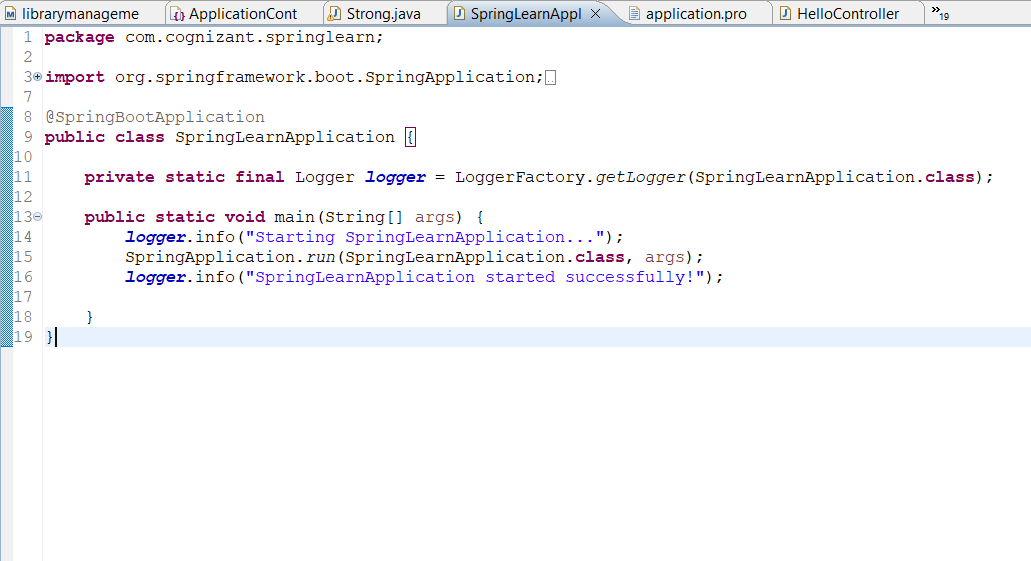 librarymanageme ApplicationCont Strong.java SpringLearnAppl application.pro HelloController »19
1 package com.cognizant.springlearn;
2
3 import org.springframework.boot.SpringApplication;
7
8 @SpringBootApplication
9 public class SpringLearnApplication {
10
11 private static final Logger logger = LoggerFactory.getLogger(SpringLearnApplication.class);
12
13 public static void main(String[] args) {
14 logger.info("Starting SpringLearnApplication...");
15 SpringApplication.run(SpringLearnApplication.class, args);
16 logger.info("SpringLearnApplication started successfully!");
17
18 }
19 }